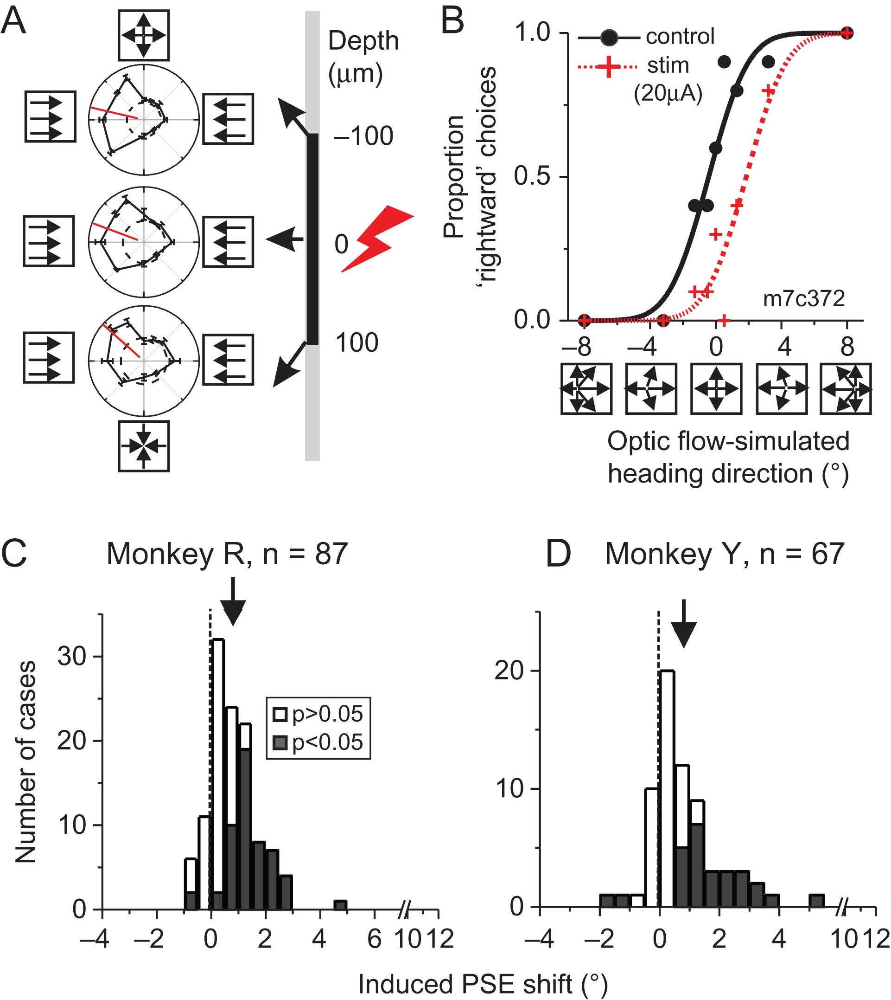 A
Depth
(μm)
–100
0
100
B
1.0
0.5
0.0
Proportion
‘rightward’ choices
control
stim
(20μA)
m7c372
–8
–4
0
4
8
Optic flow-simulated
heading direction (°)
C
Monkey R, n = 87
30
20
10
0
Number of cases
p>0.05
p<0.05
–4
–2
0
2
4
6
10
12
D
Monkey Y, n = 67
20
10
0
–4
–2
0
2
4
10
12
Induced PSE shift (°)